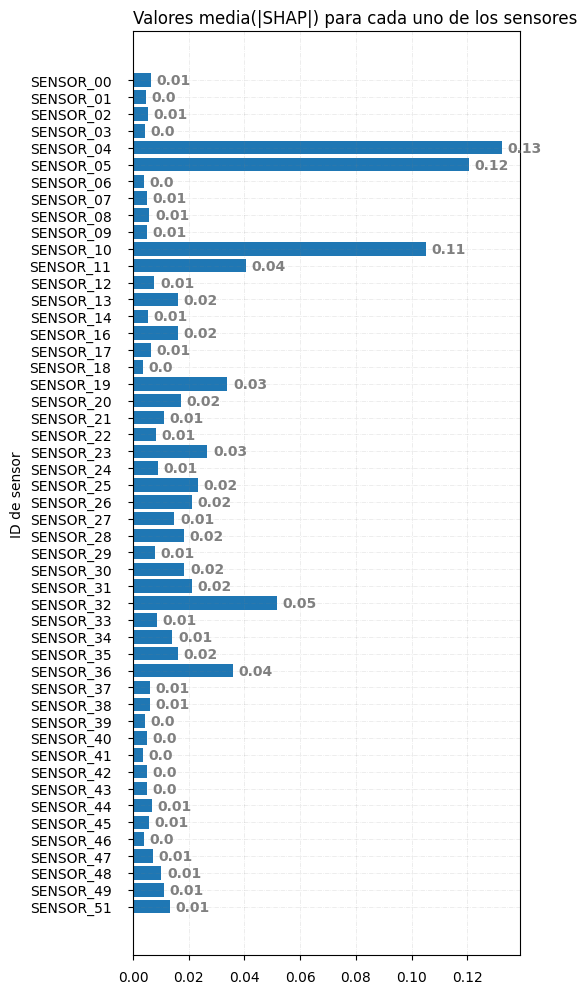 Valores media(|SHAP|) para cada uno de los sensores
ID de sensor
SENSOR_00 0.01
SENSOR_01 0.0
SENSOR_02 0.01
SENSOR_03 0.0
SENSOR_04 0.13
SENSOR_05 0.12
SENSOR_06 0.0
SENSOR_07 0.01
SENSOR_08 0.01
SENSOR_09 0.01
SENSOR_10 0.11
SENSOR_11 0.04
SENSOR_12 0.01
SENSOR_13 0.02
SENSOR_14 0.01
SENSOR_16 0.02
SENSOR_17 0.01
SENSOR_18 0.0
SENSOR_19 0.03
SENSOR_20 0.02
SENSOR_21 0.01
SENSOR_22 0.01
SENSOR_23 0.03
SENSOR_24 0.01
SENSOR_25 0.02
SENSOR_26 0.02
SENSOR_27 0.01
SENSOR_28 0.02
SENSOR_29 0.01
SENSOR_30 0.02
SENSOR_31 0.02
SENSOR_32 0.05
SENSOR_33 0.01
SENSOR_34 0.01
SENSOR_35 0.02
SENSOR_36 0.04
SENSOR_37 0.01
SENSOR_38 0.01
SENSOR_39 0.0
SENSOR_40 0.0
SENSOR_41 0.0
SENSOR_42 0.0
SENSOR_43 0.0
SENSOR_44 0.01
SENSOR_45 0.01
SENSOR_46 0.0
SENSOR_47 0.01
SENSOR_48 0.01
SENSOR_49 0.01
SENSOR_51 0.01
0.00 0.02 0.04 0.06 0.08 0.10 0.12